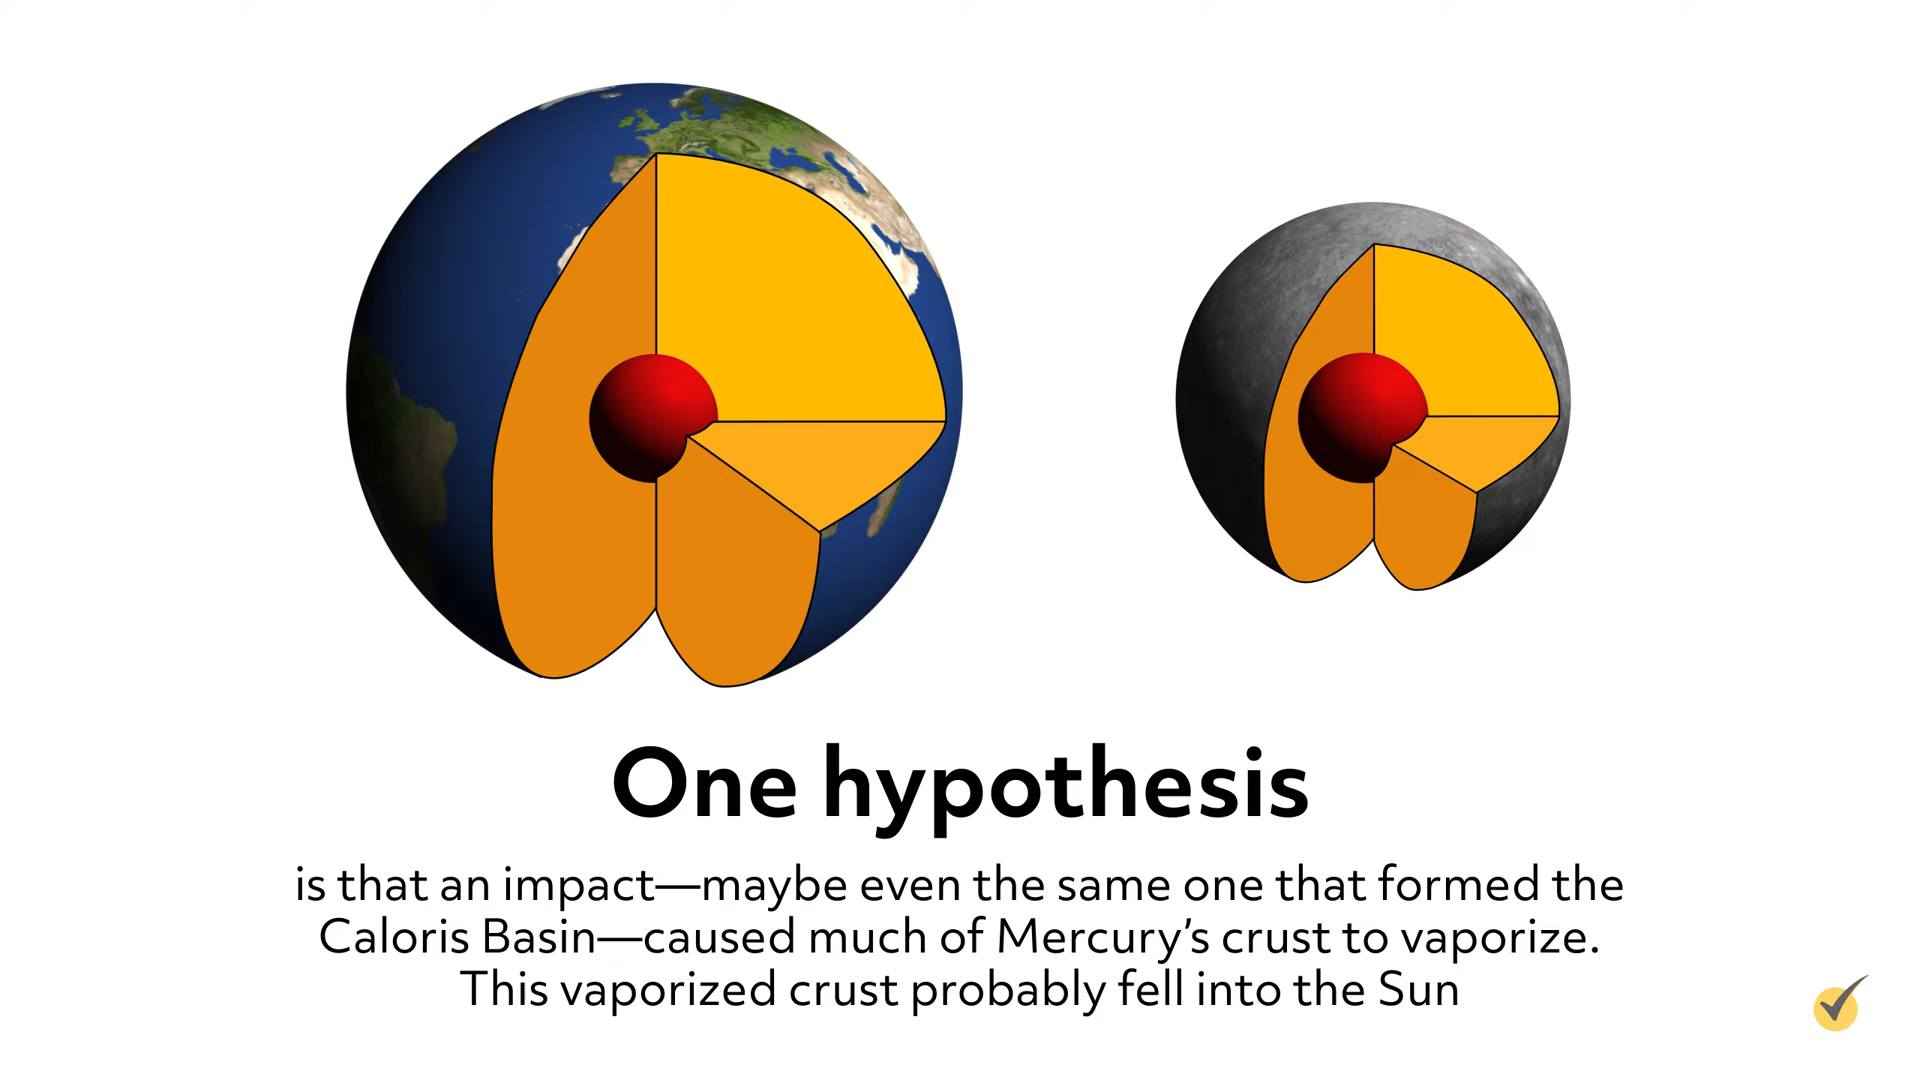 One hypothesis
is that an impact—maybe even the same one that formed the
Caloris Basin—caused much of Mercury’s crust to vaporize.
This vaporized crust probably fell into the Sun